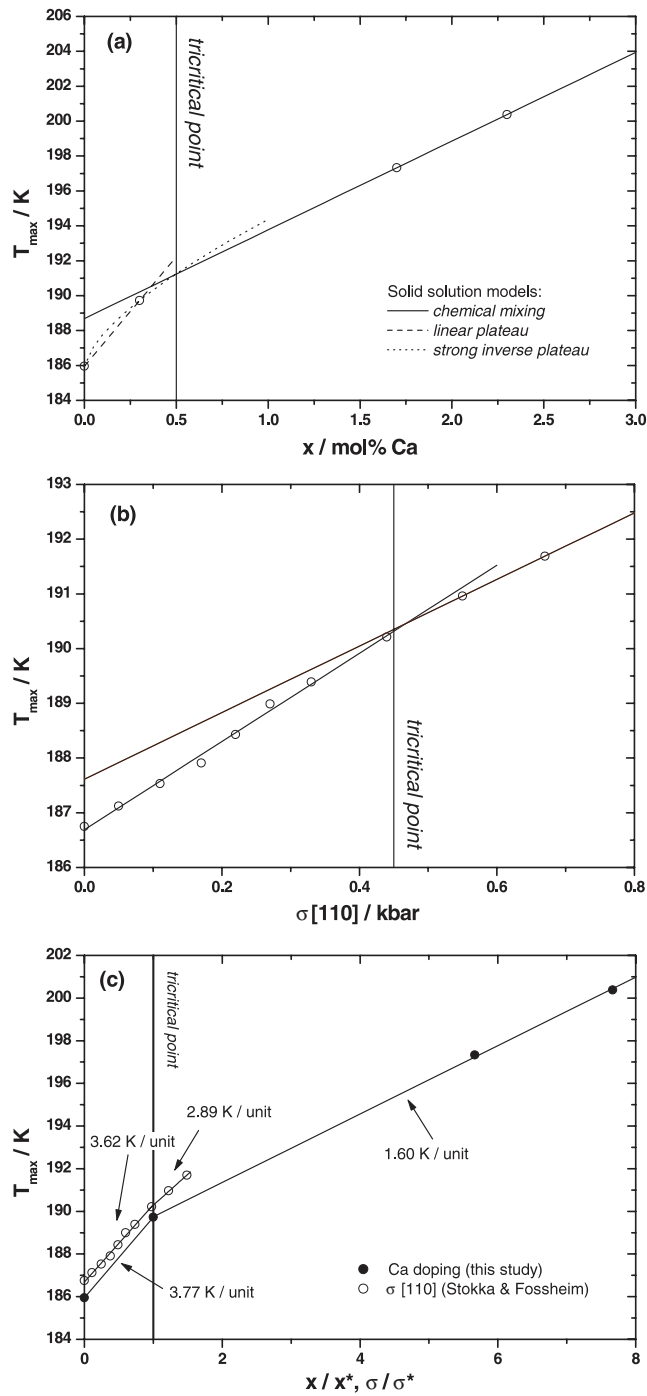 206
204
202
200
198
196
194
192
190
188
186
184
T_max / K
(a)
tricritical point
Solid solution models:
chemical mixing
linear plateau
strong inverse plateau
0.0 0.5 1.0 1.5 2.0 2.5 3.0
x / mol% Ca
193
192
191
190
189
188
187
186
T_max / K
(b)
tricritical point
0.0 0.2 0.4 0.6 0.8
σ [110] / kbar
202
200
198
196
194
192
190
188
186
184
T_max / K
(c)
tricritical point
2.89 K / unit
3.62 K / unit
1.60 K / unit
3.77 K / unit
Ca doping (this study)
σ [110] (Stokka & Fossheim)
0 2 4 6 8
x / x*, σ / σ*